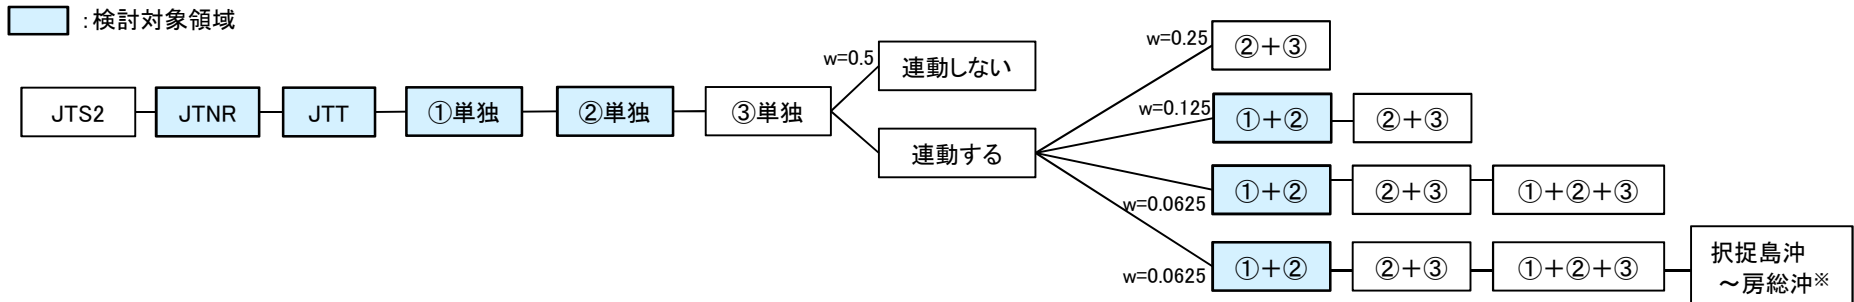 ：検討対象領域
JTS2
JTNR
JTT
①単独
②単独
③単独
w=0.5
連動しない
連動する
w=0.25
②＋③
w=0.125
①＋②
②＋③
w=0.0625
①＋②
②＋③
①＋②＋③
w=0.0625
①＋②
②＋③
①＋②＋③
択捉島沖
～房総沖※